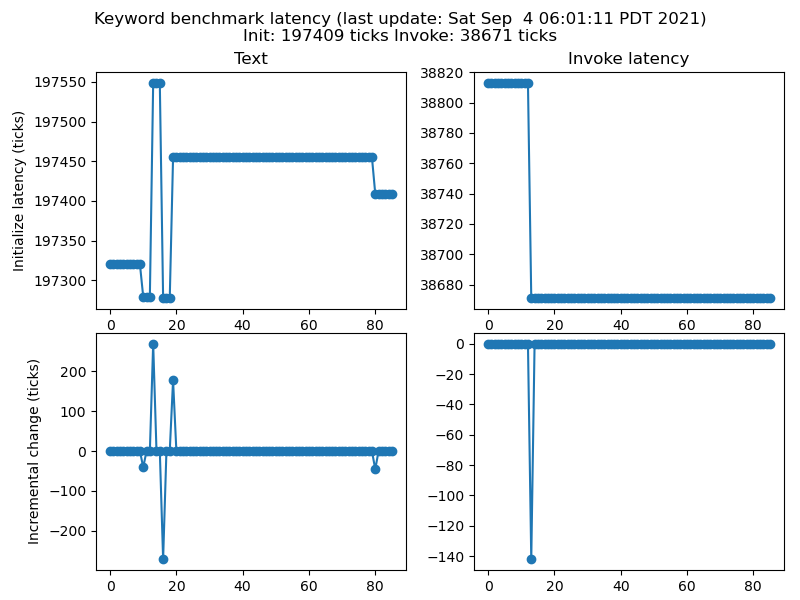 Keyword benchmark latency (last update: Sat Sep  4 06:01:11 PDT 2021)
Init: 197409 ticks Invoke: 38671 ticks
Text
Invoke latency
Initialize latency (ticks)
197550
197500
197450
197400
197350
197300
0 20 40 60 80
38820
38800
38780
38760
38740
38720
38700
38680
0 20 40 60 80
Incremental change (ticks)
200
100
0
−100
−200
0 20 40 60 80
0
−20
−40
−60
−80
−100
−120
−140
0 20 40 60 80